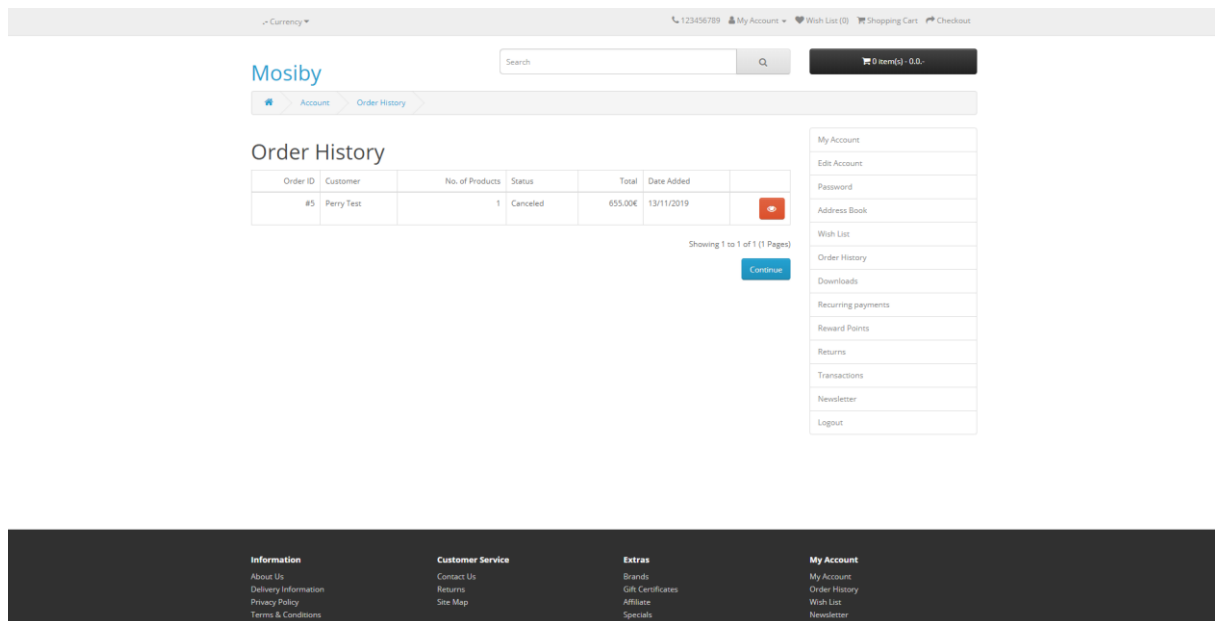 .-- Currency
123456789 My Account Wish List (0) Shopping Cart Checkout
Mosiby
Search
0 item(s) - 0.0.-
Account Order History
Order History
Order ID Customer No. of Products Status Total Date Added
#5 Perry Test 1 Canceled 655.00€ 13/11/2019
Showing 1 to 1 of 1 (1 Pages)
Continue
My Account
Edit Account
Password
Address Book
Wish List
Order History
Downloads
Recurring payments
Reward Points
Returns
Transactions
Newsletter
Logout
Information
About Us
Delivery Information
Privacy Policy
Terms & Conditions
Customer Service
Contact Us
Returns
Site Map
Extras
Brands
Gift Certificates
Affiliate
Specials
My Account
My Account
Order History
Wish List
Newsletter